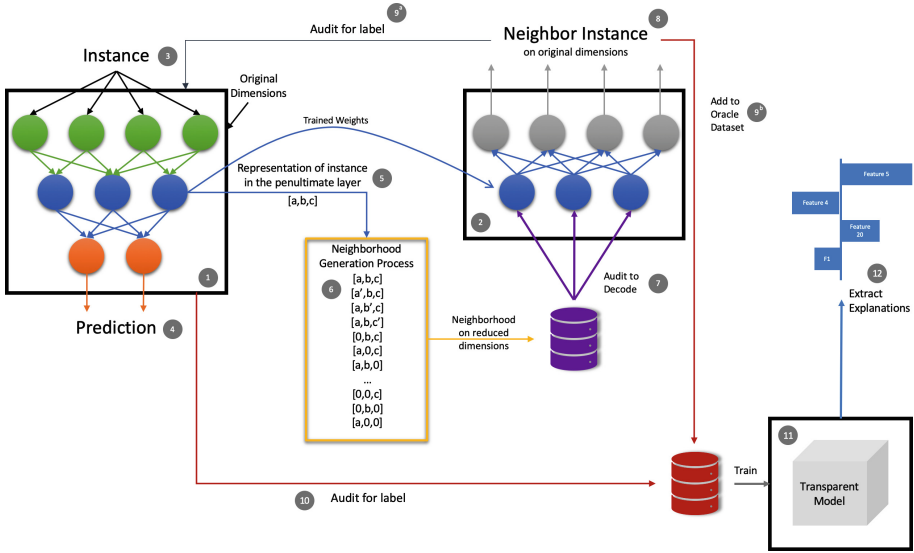 9a
Audit for label
Neighbor Instance
8
on original dimensions
Instance
3
Original
Dimensions
Trained Weights
Add to
Oracle
Dataset
9b
Representation of instance
in the penultimate layer
5
[a,b,c]
2
1
Feature 5
Feature 4
Feature
20
F1
12
Extract
Explanations
Neighborhood
Generation Process
6
[a,b,c]
[a’,b,c]
[a,b’,c]
[a,b,c’]
[0,b,c]
[a,0,c]
[a,b,0]
...
[0,0,c]
[0,b,0]
[a,0,0]
Audit to
Decode
7
Prediction
4
Neighborhood
on reduced
dimensions
10
Audit for label
Train
11
Transparent
Model